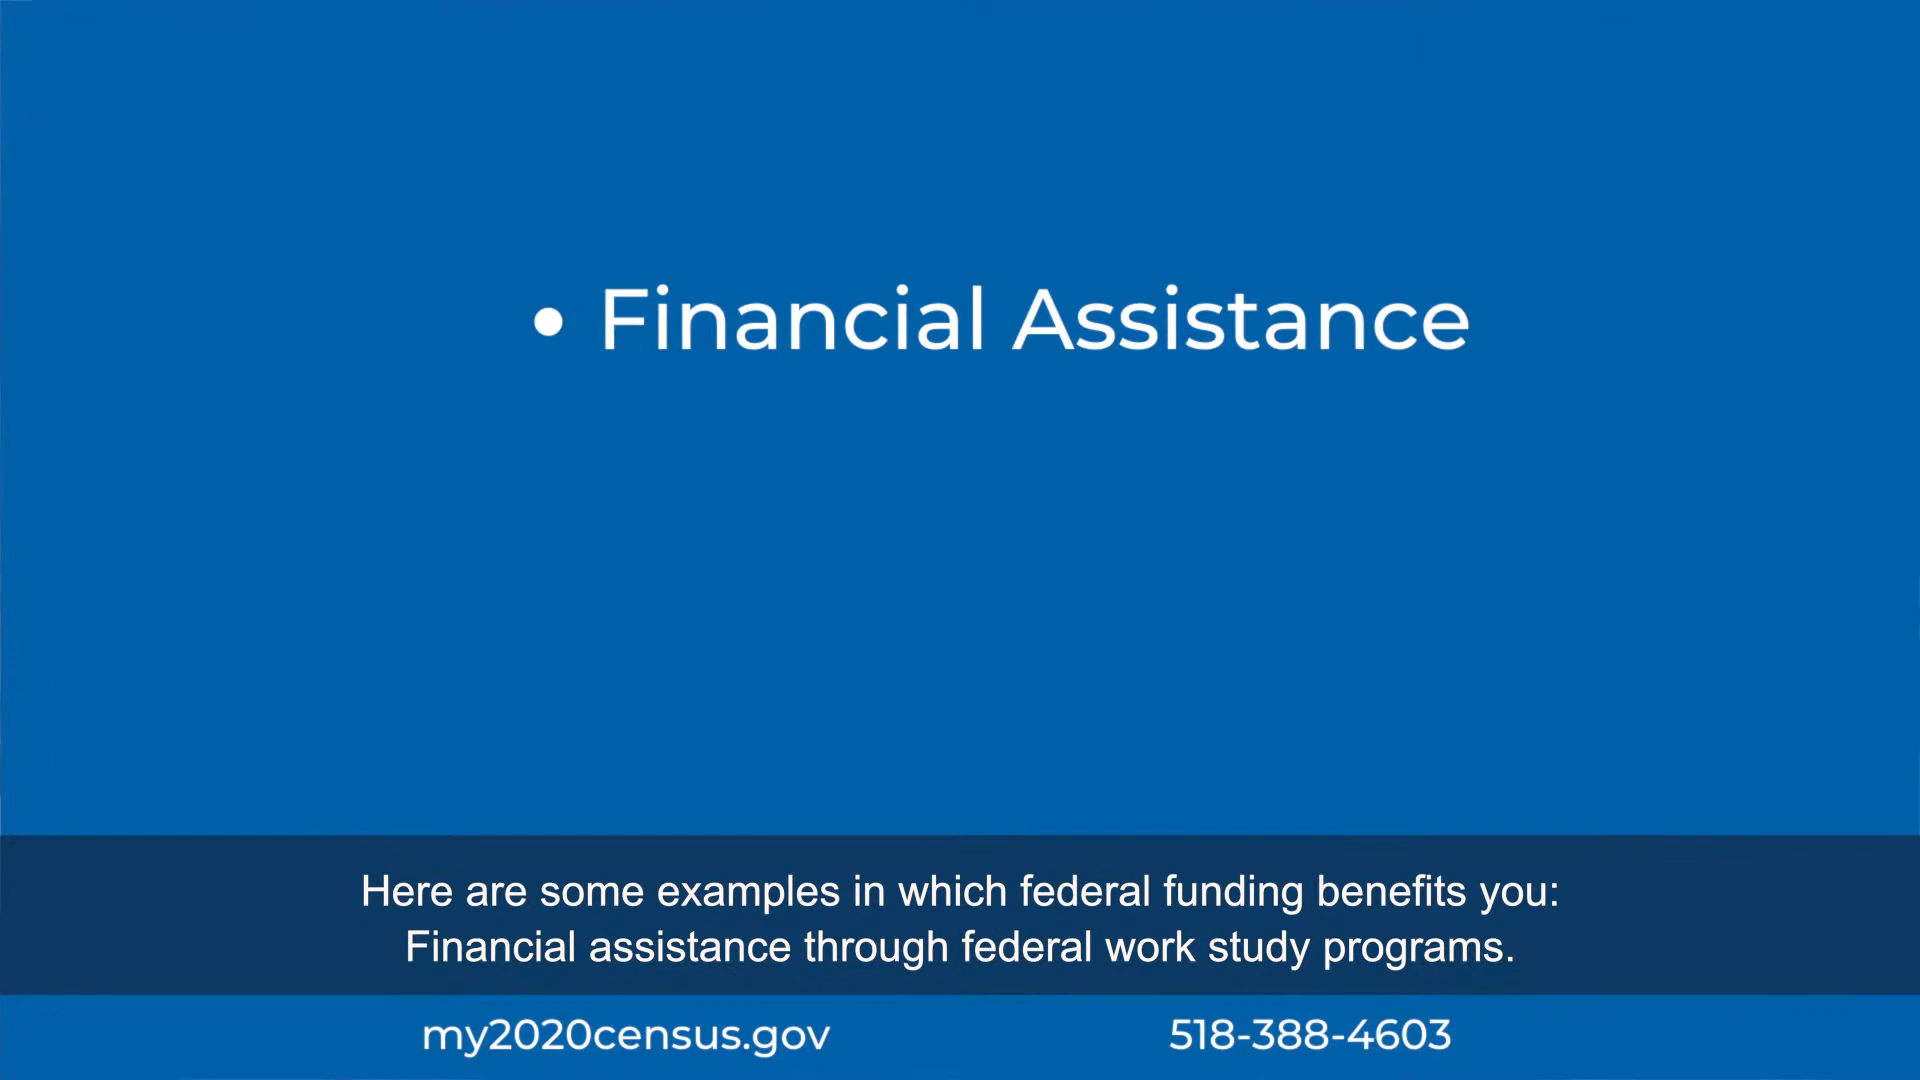 • Financial Assistance
Here are some examples in which federal funding benefits you:
Financial assistance through federal work study programs.
my2020census.gov
518-388-4603